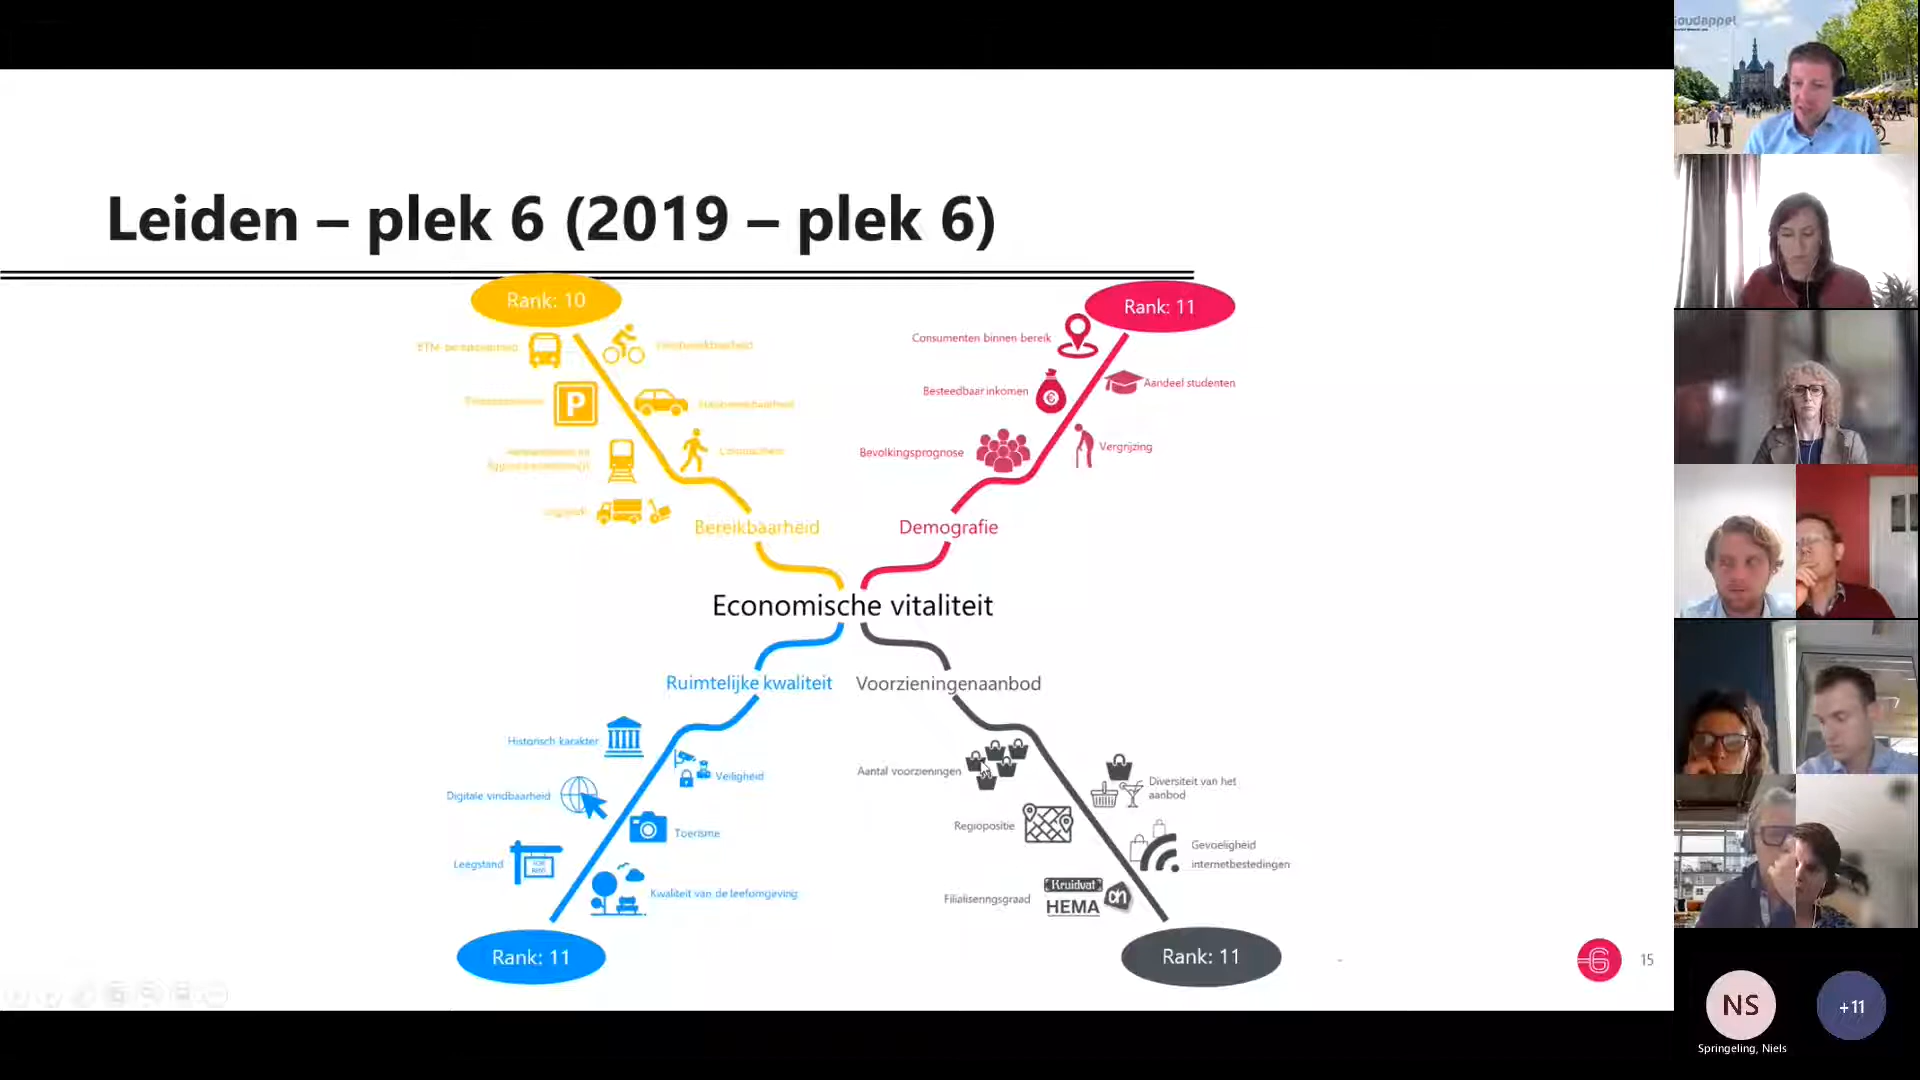 Leiden – plek 6 (2019 – plek 6)
Rank: 10
Rank: 11
Consumenten binnen bereik
Besteedbaar inkomen
Aandeel studenten
Bevolkingsprognose
Vergrijzing
P
Bereikbaarheid
Demografie
Economische vitaliteit
Ruimtelijke kwaliteit
Voorzieningenaanbod
Historisch karakter
Veiligheid
Digitale vindbaarheid
Toerisme
Leegstand
Kwaliteit van de leefomgeving
Aantal voorzieningen
Diversiteit van het
aanbod
Regiopositie
Gevoeligheid
internetbestedingen
Filialiseringsgraad
Kruidvat
HEMA
ah
Rank: 11
Rank: 11
15
NS
+11
Springeling, Niels